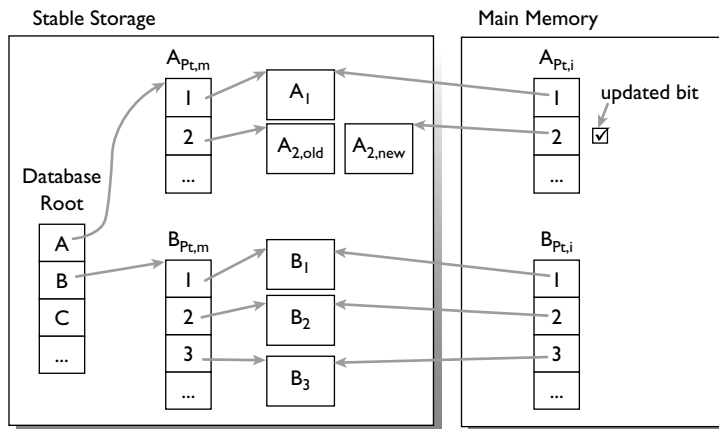 Stable Storage
Main Memory
A_Pt,m
1
2
...
A_1
A_2,old
A_2,new
A_Pt,i
1
2
...
updated bit
Database
Root
A
B
C
...
B_Pt,m
1
2
3
...
B_1
B_2
B_3
B_Pt,i
1
2
3
...